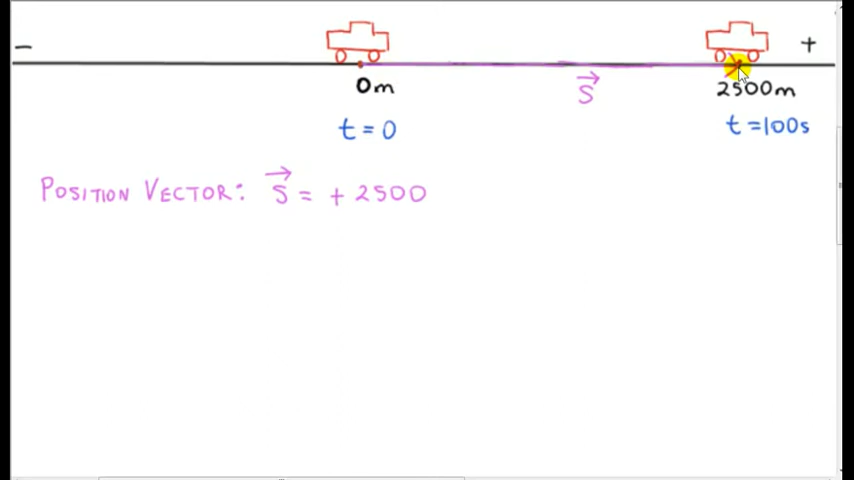 − +
0m 2500m
→
S
t = 0 t = 100s
POSITION VECTOR: →
S = + 2500